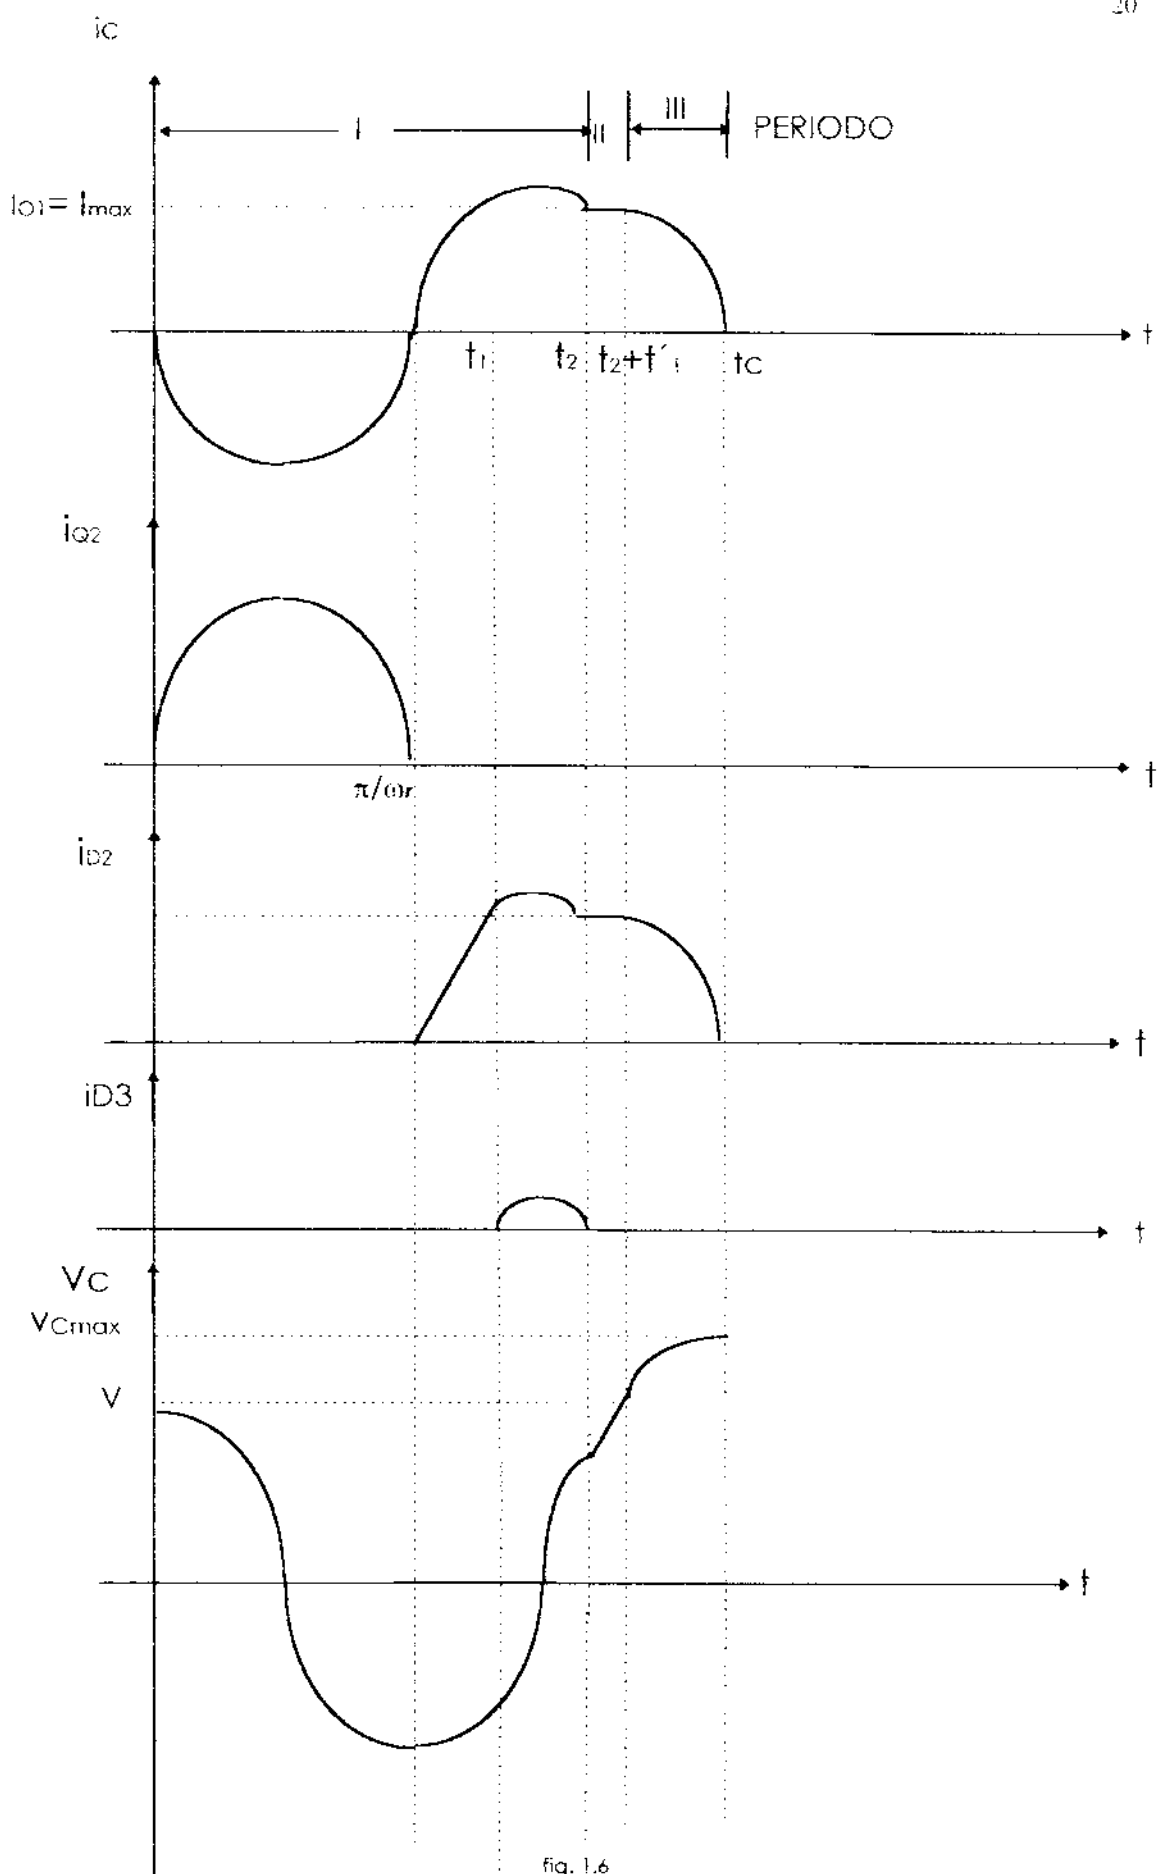 20
ic
I
II
III
PERIODO
Io1 = Imax
t
t1
t2
t2+t´1
tC
iQ2
π/ωr
t
iD2
t
iD3
t
VC
VCmax
V
t
fig. 1.6